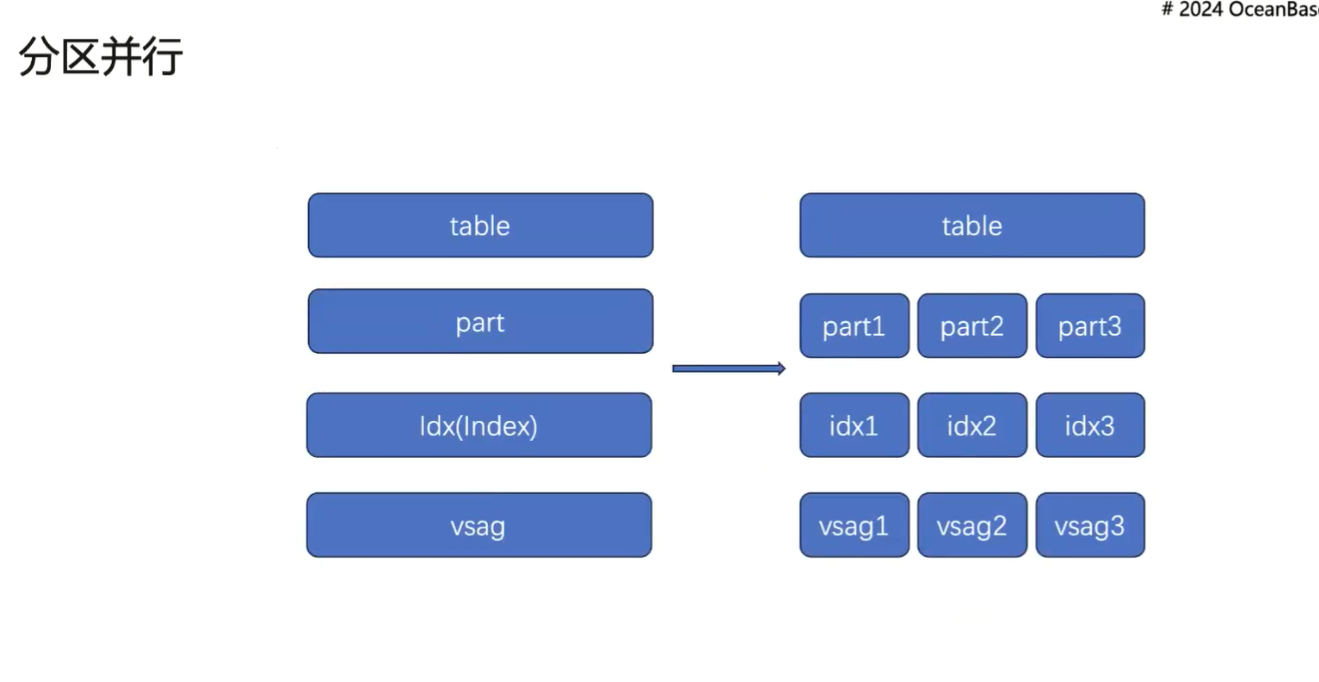 # 2024 OceanBas
分区并行
table
part
Idx(Index)
vsag
table
part1 part2 part3
idx1 idx2 idx3
vsag1 vsag2 vsag3